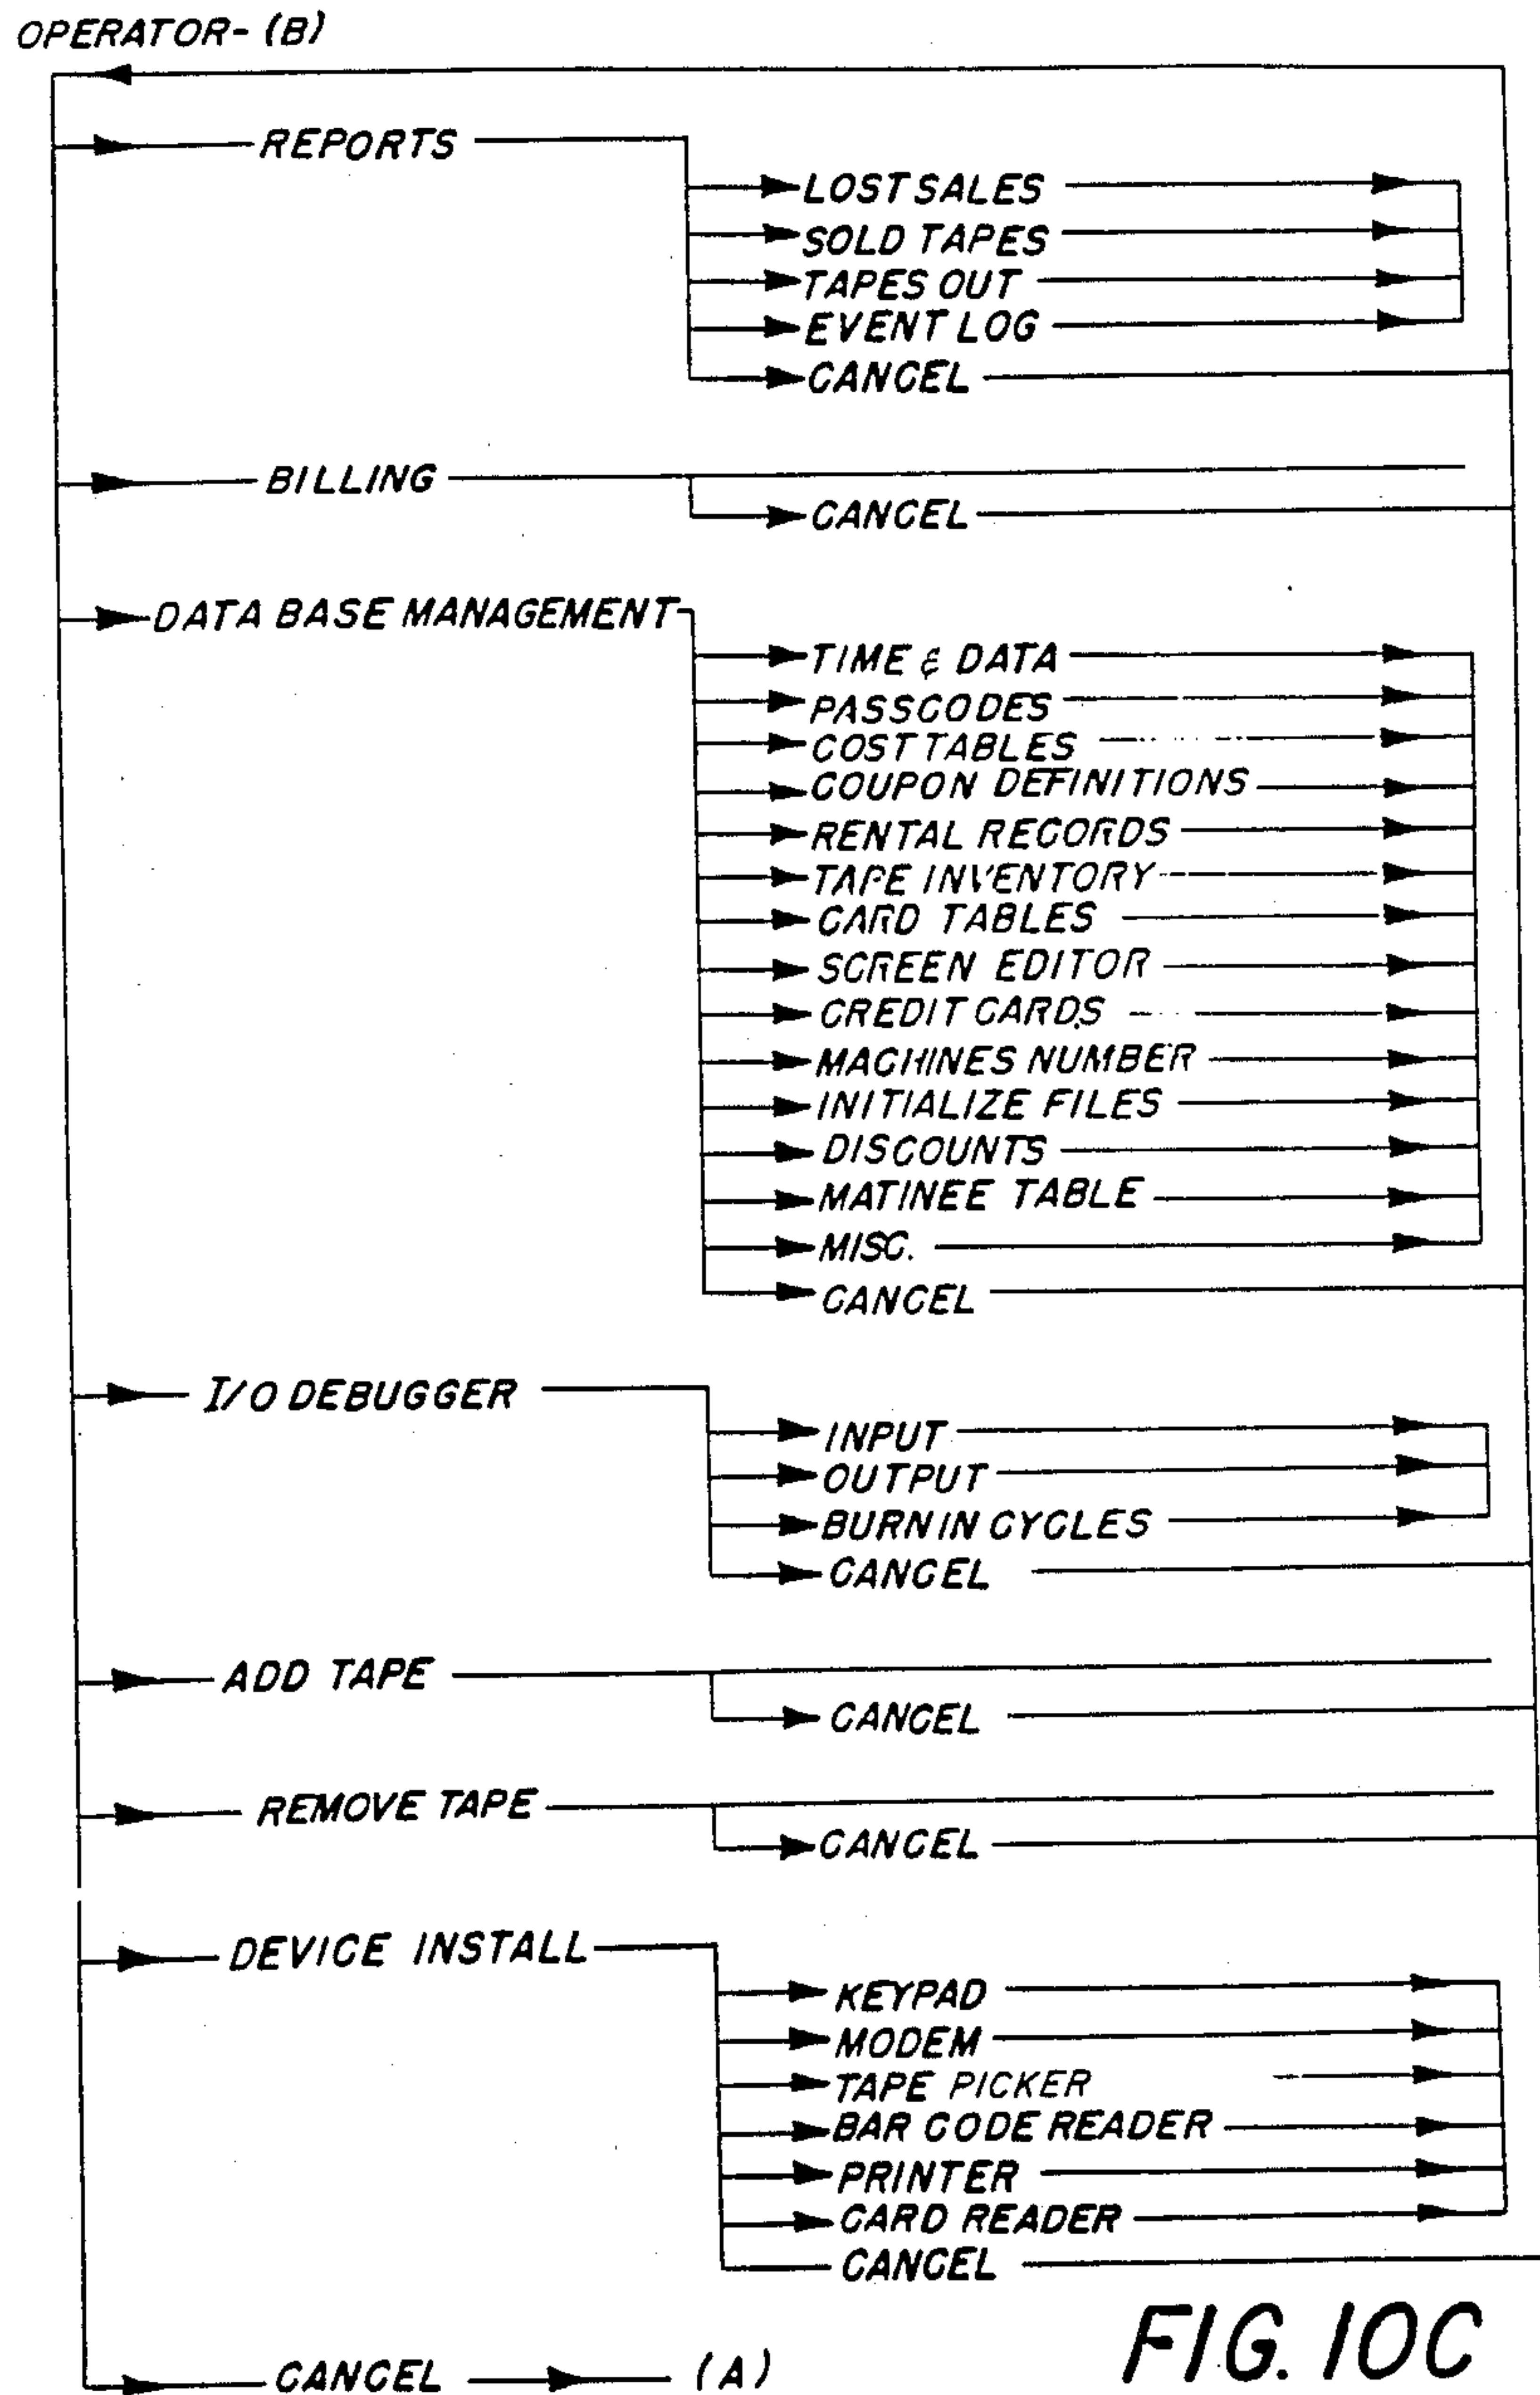 OPERATOR- (B)
REPORTS
LOST SALES
SOLD TAPES
TAPES OUT
EVENT LOG
CANCEL
BILLING
CANCEL
DATA BASE MANAGEMENT
TIME & DATA
PASSCODES
COST TABLES
COUPON DEFINITIONS
RENTAL RECORDS
TAPE INVENTORY
CARD TABLES
SCREEN EDITOR
CREDIT CARDS
MACHINES NUMBER
INITIALIZE FILES
DISCOUNTS
MATINEE TABLE
MISC.
CANCEL
I/O DEBUGGER
INPUT
OUTPUT
BURN IN CYCLES
CANCEL
ADD TAPE
CANCEL
REMOVE TAPE
CANCEL
DEVICE INSTALL
KEYPAD
MODEM
TAPE PICKER
BAR CODE READER
PRINTER
CARD READER
CANCEL
CANCEL (A)
FIG. 10C